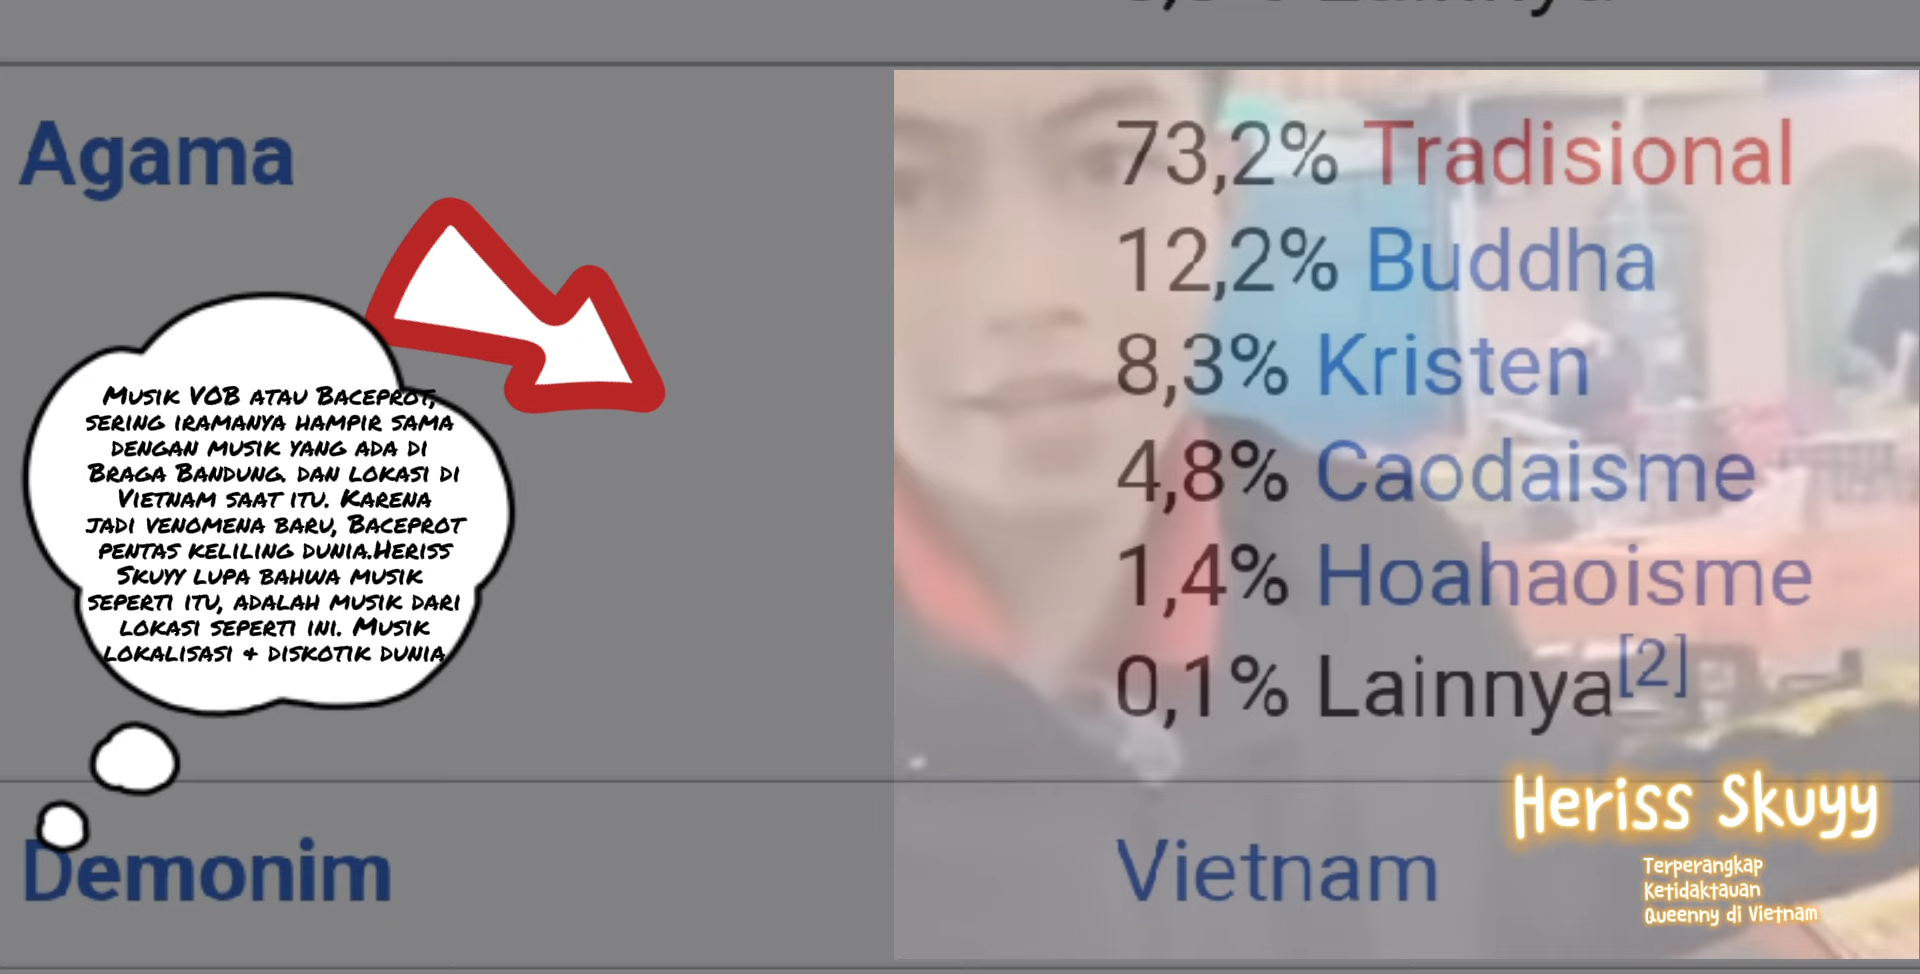 Agama
73,2% Tradisional
12,2% Buddha
8,3% Kristen
4,8% Caodaisme
1,4% Hoahaoisme
0,1% Lainnya[2]
Musik VOB atau Baceprot,
sering iramanya hampir sama
dengan musik yang ada di
Braga Bandung. dan lokasi di
Vietnam saat itu. Karena
jadi venomena baru, Baceprot
pentas keliling dunia.Heriss
Skuyy lupa bahwa musik
seperti itu, adalah musik dari
lokasi seperti ini. Musik
lokalisasi + diskotik dunia
Demonim
Vietnam
Heriss Skuyy
Terperangkap
Ketidaktauan
Queenny di Vietnam